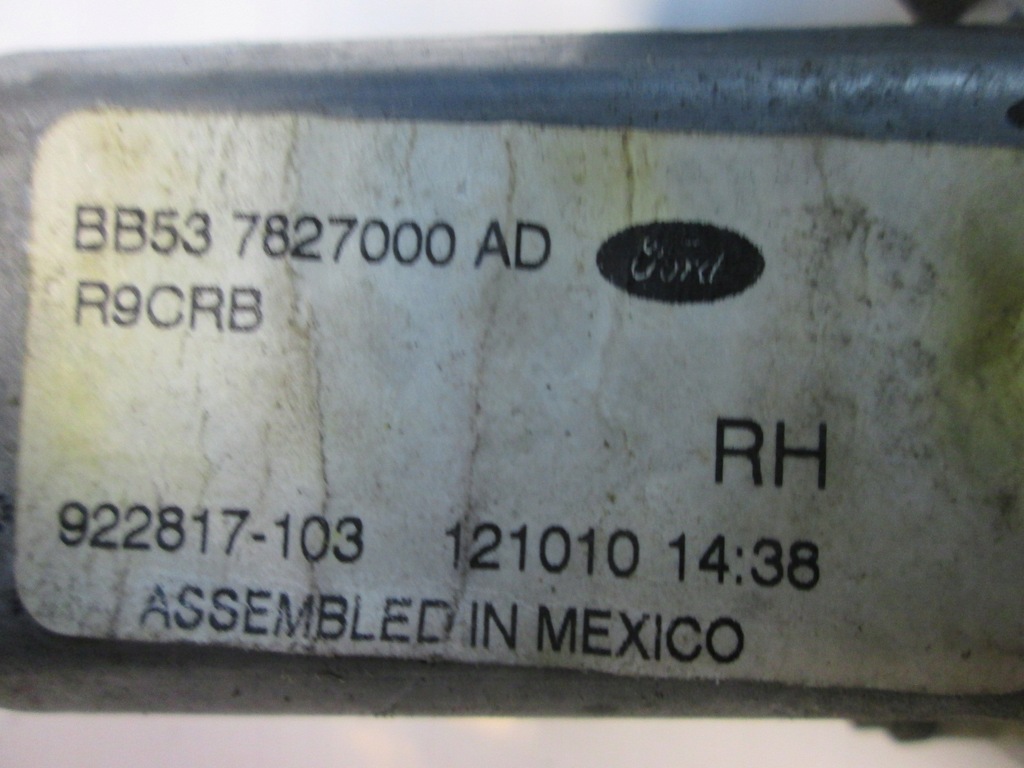 BB53 7827000 AD Ford
R9CRB
RH
922817-103 121010 14:38
ASSEMBLED IN MEXICO